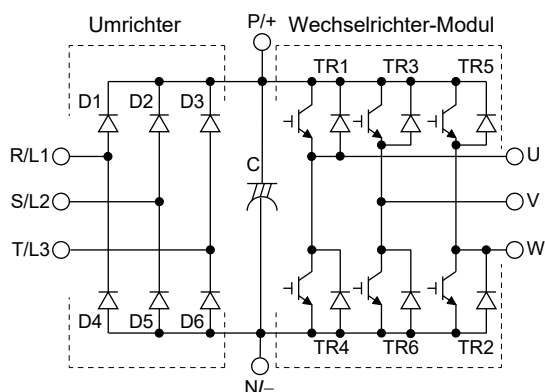 Umrichter
P/+
Wechselrichter-Modul
TR1
TR3
TR5
D1
D2
D3
R/L1
C
U
S/L2
V
T/L3
W
D4
D5
D6
TR4
TR6
TR2
N/–